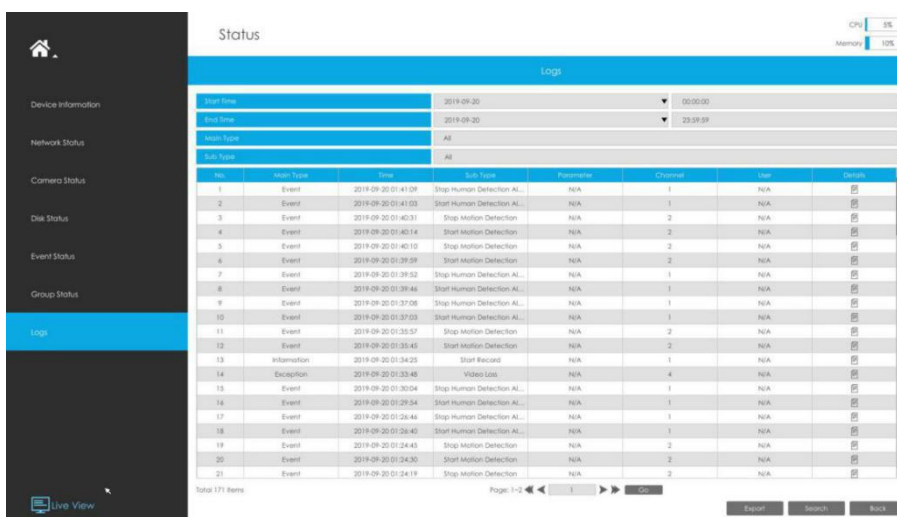 Status
CPU 5%
Memory 10%
Device Information
Network Status
Camera Status
Disk Status
Event Status
Group Status
Logs
Live View
Logs
Start Time 2019-09-20 00:00:00
End Time 2019-09-20 23:59:59
Main Type All
Sub Type All
No. Main Type Time Sub Type Parameter Channel User Details
1 Event 2019-09-20 01:41:09 Stop Human Detection Al... N/A 1 N/A
2 Event 2019-09-20 01:41:03 Start Human Detection Al... N/A 1 N/A
3 Event 2019-09-20 01:40:31 Stop Motion Detection N/A 2 N/A
4 Event 2019-09-20 01:40:14 Start Motion Detection N/A 2 N/A
5 Event 2019-09-20 01:40:10 Stop Motion Detection N/A 2 N/A
6 Event 2019-09-20 01:39:59 Start Motion Detection N/A 2 N/A
7 Event 2019-09-20 01:39:52 Stop Human Detection Al... N/A 1 N/A
8 Event 2019-09-20 01:39:46 Start Human Detection Al... N/A 1 N/A
9 Event 2019-09-20 01:37:08 Stop Human Detection Al... N/A 1 N/A
10 Event 2019-09-20 01:37:03 Start Human Detection Al... N/A 1 N/A
11 Event 2019-09-20 01:35:57 Stop Motion Detection N/A 2 N/A
12 Event 2019-09-20 01:35:45 Start Motion Detection N/A 2 N/A
13 Information 2019-09-20 01:34:25 Start Record N/A 1 N/A
14 Exception 2019-09-20 01:33:48 Video Loss N/A 4 N/A
15 Event 2019-09-20 01:30:04 Stop Human Detection Al... N/A 1 N/A
16 Event 2019-09-20 01:29:54 Start Human Detection Al... N/A 1 N/A
17 Event 2019-09-20 01:26:46 Stop Human Detection Al... N/A 1 N/A
18 Event 2019-09-20 01:26:40 Start Human Detection Al... N/A 1 N/A
19 Event 2019-09-20 01:24:45 Stop Motion Detection N/A 2 N/A
20 Event 2019-09-20 01:24:30 Start Motion Detection N/A 2 N/A
21 Event 2019-09-20 01:24:19 Stop Motion Detection N/A 2 N/A
Total 171 items Page: 1-2 1 Go
Export Search Back